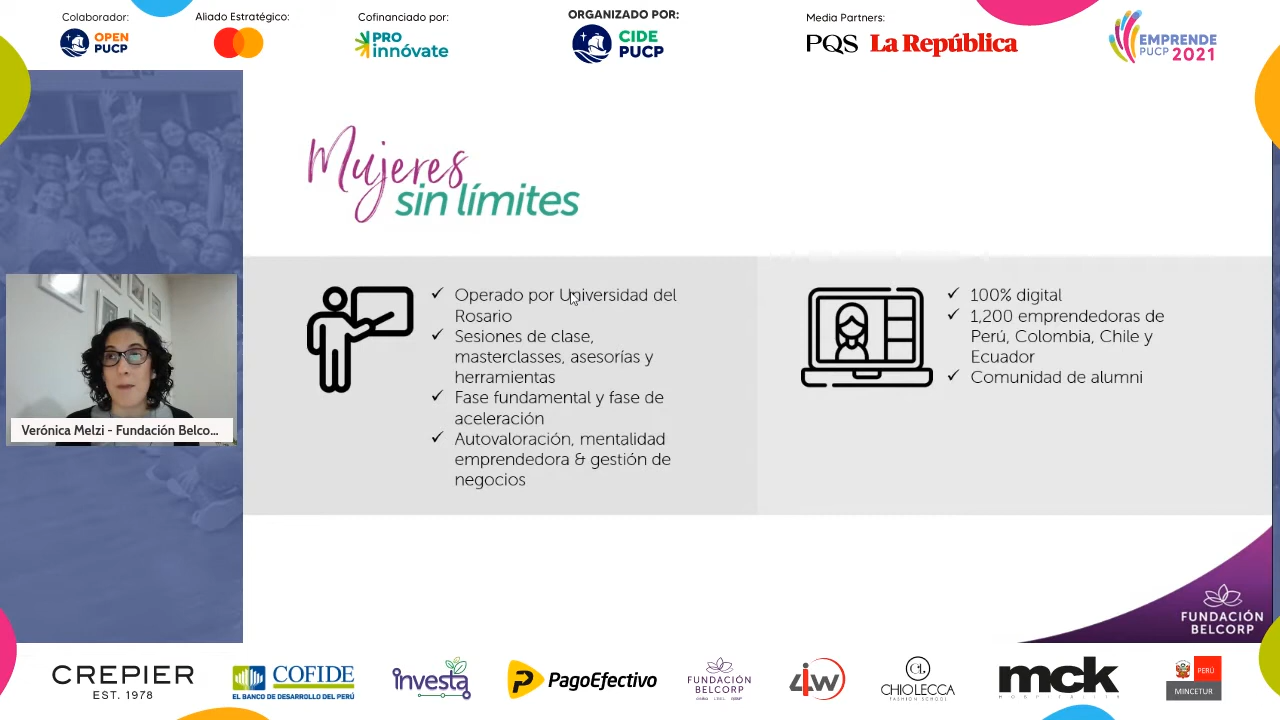 Colaborador:
OPEN
PUCP
Aliado Estratégico:
Cofinanciado por:
PRO
innóvate
ORGANIZADO POR:
CIDE
PUCP
Media Partners:
PQS La República
EMPRENDE
PUCP 2021
Mujeres
sin límites
✓ Operado por Universidad del
Rosario
✓ Sesiones de clase,
masterclasses, asesorías y
herramientas
✓ Fase fundamental y fase de
aceleración
✓ Autovaloración, mentalidad
emprendedora & gestión de
negocios
✓ 100% digital
✓ 1,200 emprendedoras de
Perú, Colombia, Chile y
Ecuador
✓ Comunidad de alumni
Verónica Melzi - Fundación Belco...
FUNDACIÓN
BELCORP
CREPIER
EST. 1978
COFIDE
EL BANCO DE DESARROLLO DEL PERÚ
investa
P PagoEfectivo
FUNDACIÓN
BELCORP
4iw
CL
CHIOLECCA
FASHION SCHOOL
mck
HOSPITALITY
PERÚ
MINCETUR